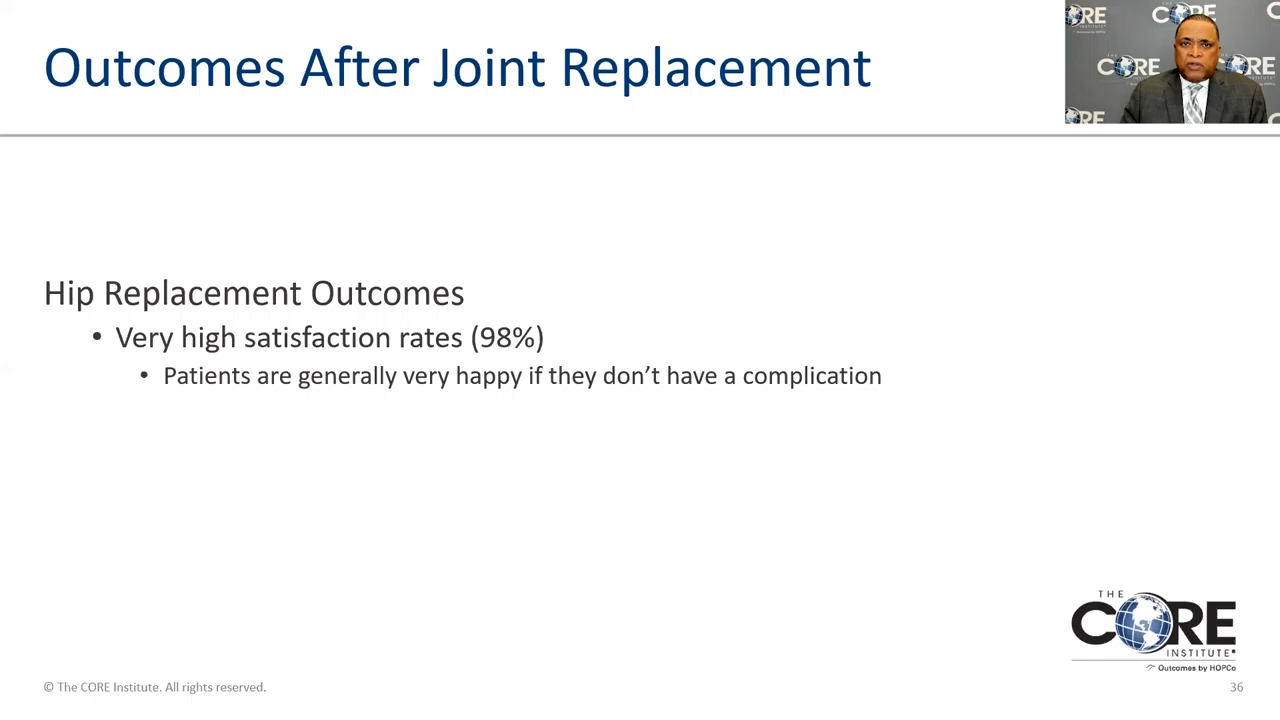 Outcomes After Joint Replacement
Hip Replacement Outcomes
• Very high satisfaction rates (98%)
• Patients are generally very happy if they don’t have a complication
THE
CORE
INSTITUTE®
Outcomes by HOPCo
© The CORE Institute. All rights reserved.
36